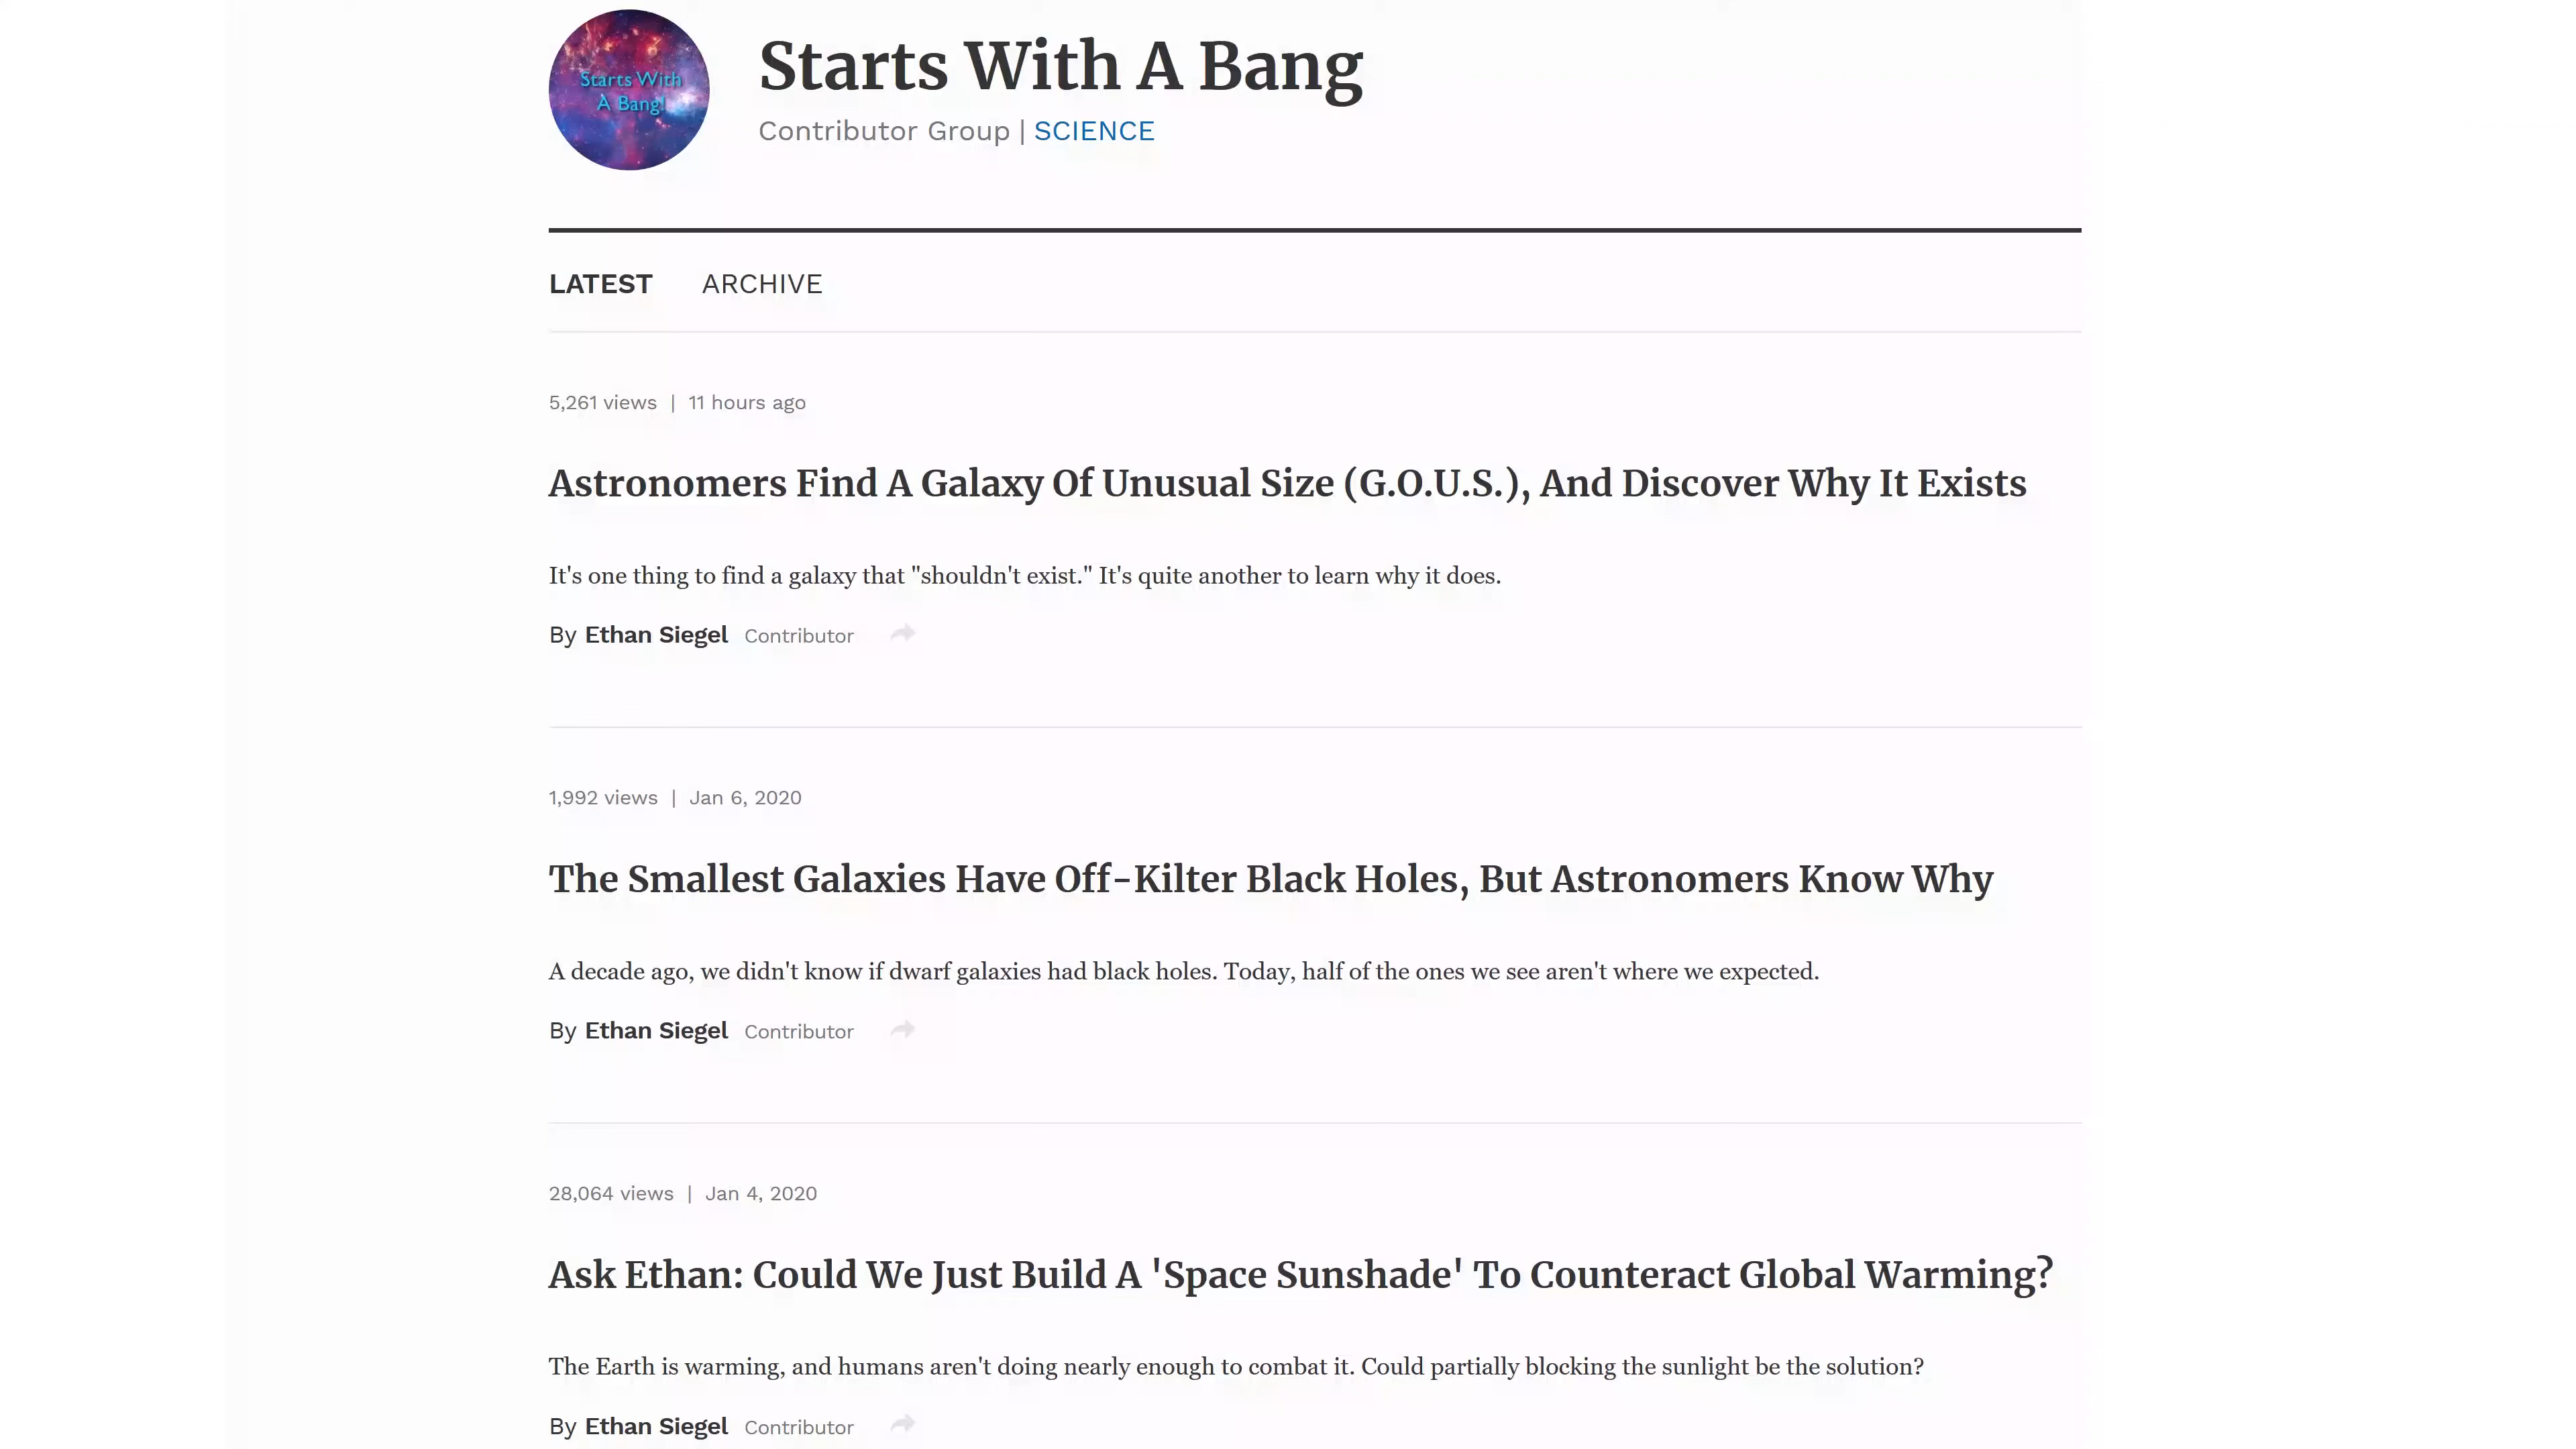 Starts With
A Bang!
Starts With A Bang
Contributor Group | SCIENCE
LATEST ARCHIVE
5,261 views | 11 hours ago
Astronomers Find A Galaxy Of Unusual Size (G.O.U.S.), And Discover Why It Exists
It's one thing to find a galaxy that "shouldn't exist." It's quite another to learn why it does.
By Ethan Siegel Contributor
1,992 views | Jan 6, 2020
The Smallest Galaxies Have Off-Kilter Black Holes, But Astronomers Know Why
A decade ago, we didn't know if dwarf galaxies had black holes. Today, half of the ones we see aren't where we expected.
By Ethan Siegel Contributor
28,064 views | Jan 4, 2020
Ask Ethan: Could We Just Build A 'Space Sunshade' To Counteract Global Warming?
The Earth is warming, and humans aren't doing nearly enough to combat it. Could partially blocking the sunlight be the solution?
By Ethan Siegel Contributor